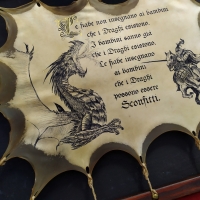 Le fiabe non insegnano ai bambini
che i Draghi esistono.
I bambini sanno già
che i Draghi esistono.
Le fiabe insegnano
ai bambini
che i Draghi
possono essere
Sconfitti.